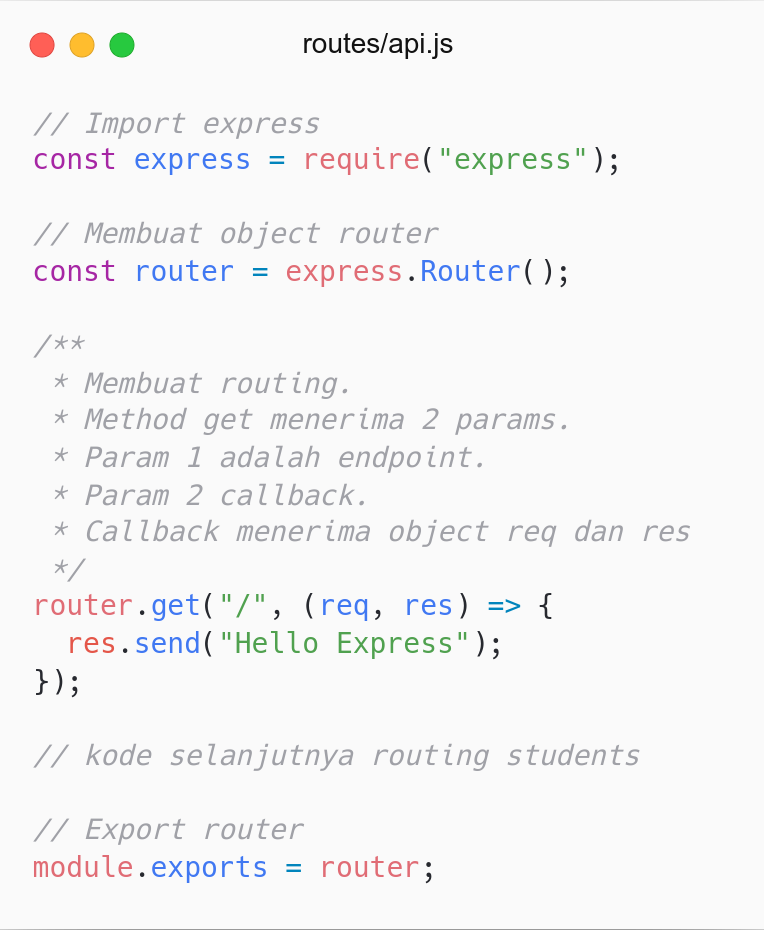 routes/api.js
// Import express
const express = require("express");
// Membuat object router
const router = express.Router();
/**
 * Membuat routing.
 * Method get menerima 2 params.
 * Param 1 adalah endpoint.
 * Param 2 callback.
 * Callback menerima object req dan res
 */
router.get("/", (req, res) => {
  res.send("Hello Express");
});
// kode selanjutnya routing students
// Export router
module.exports = router;